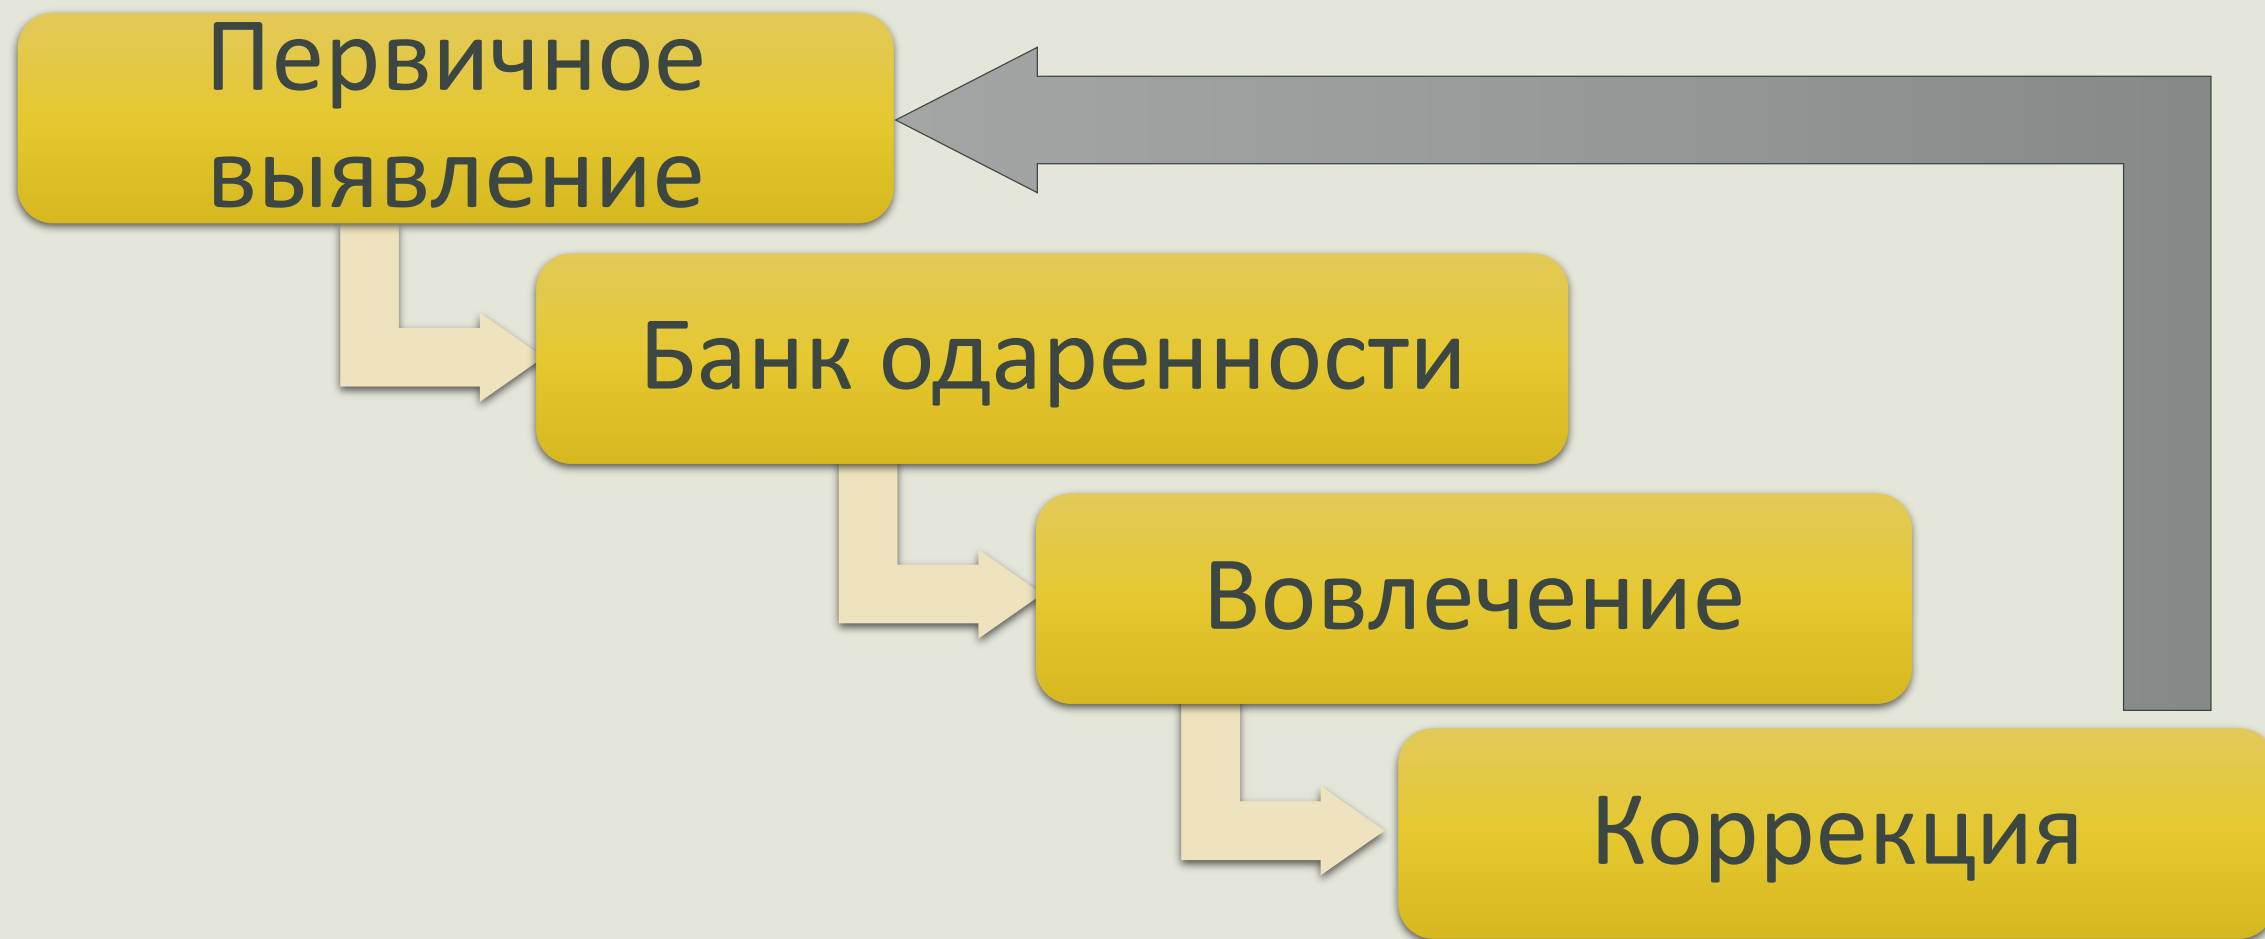 Первичное
выявление
Банк одаренности
Вовлечение
Коррекция